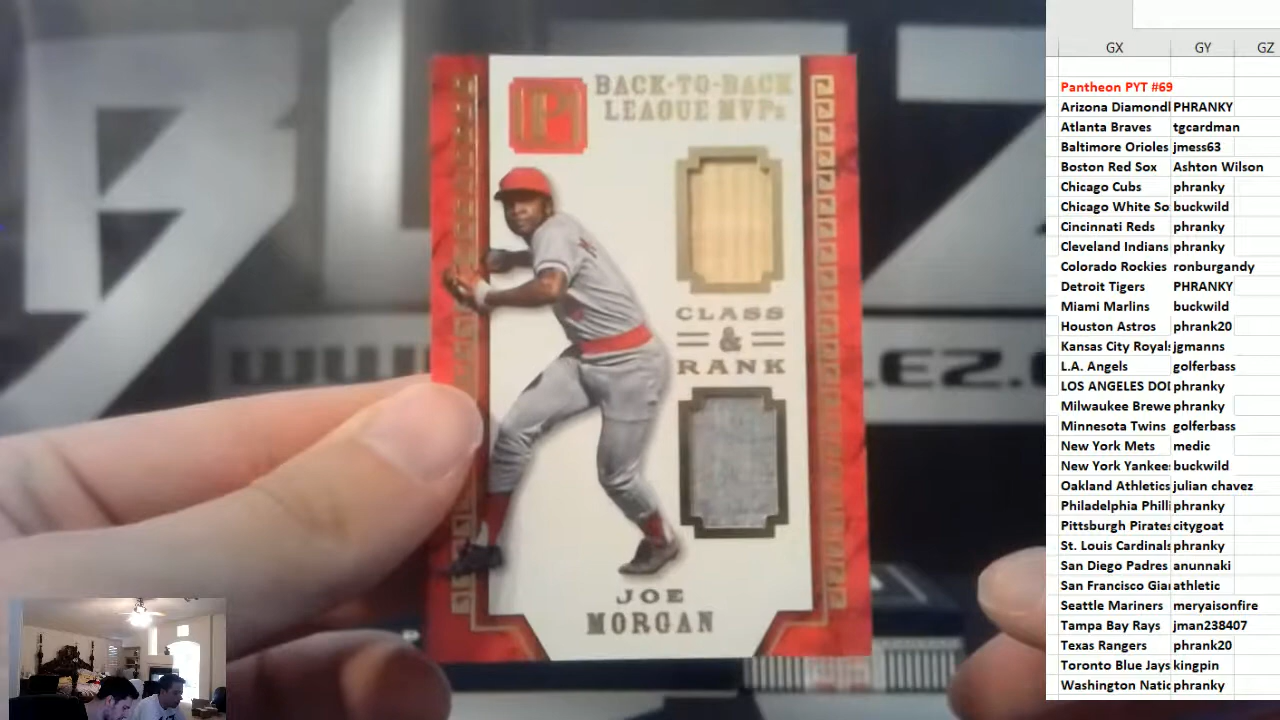 BACK-TO-BACK
LEAGUE MVPs
P
CLASS
&
RANK
JOE
MORGAN
GX GY GZ
Pantheon PYT #69
Arizona Diamond PHRANKY
Atlanta Braves tgcardman
Baltimore Orioles jmess63
Boston Red Sox Ashton Wilson
Chicago Cubs phranky
Chicago White So buckwild
Cincinnati Reds phranky
Cleveland Indians phranky
Colorado Rockies ronburgandy
Detroit Tigers PHRANKY
Miami Marlins buckwild
Houston Astros phrank20
Kansas City Royals jgmanns
L.A. Angels golferbass
LOS ANGELES DOD phranky
Milwaukee Brewe phranky
Minnesota Twins golferbass
New York Mets medic
New York Yankee buckwild
Oakland Athletics julian chavez
Philadelphia Philli phranky
Pittsburgh Pirates citygoat
St. Louis Cardinals phranky
San Diego Padres anunnaki
San Francisco Gia athletic
Seattle Mariners meryaisonfire
Tampa Bay Rays jman238407
Texas Rangers phrank20
Toronto Blue Jays kingpin
Washington Natio phranky